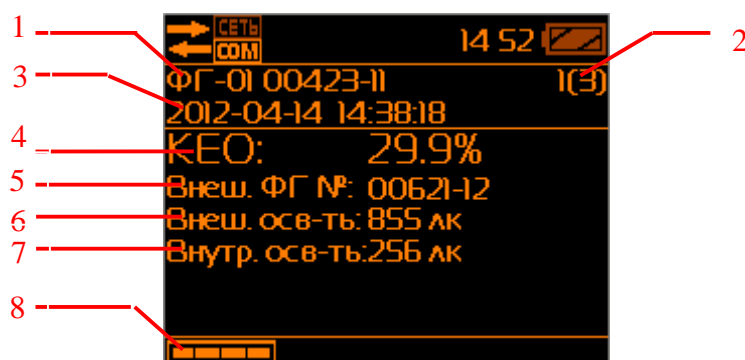 СЕТЬ
COM
14 52
ФГ-01 00423-11 1(3)
2012-04-14 14:38:18
КЕО: 29.9%
Внеш. ФГ №: 00621-12
Внеш. осв-ть: 855 лк
Внутр. осв-ть:256 лк
1
2
3
4
5
6
7
8